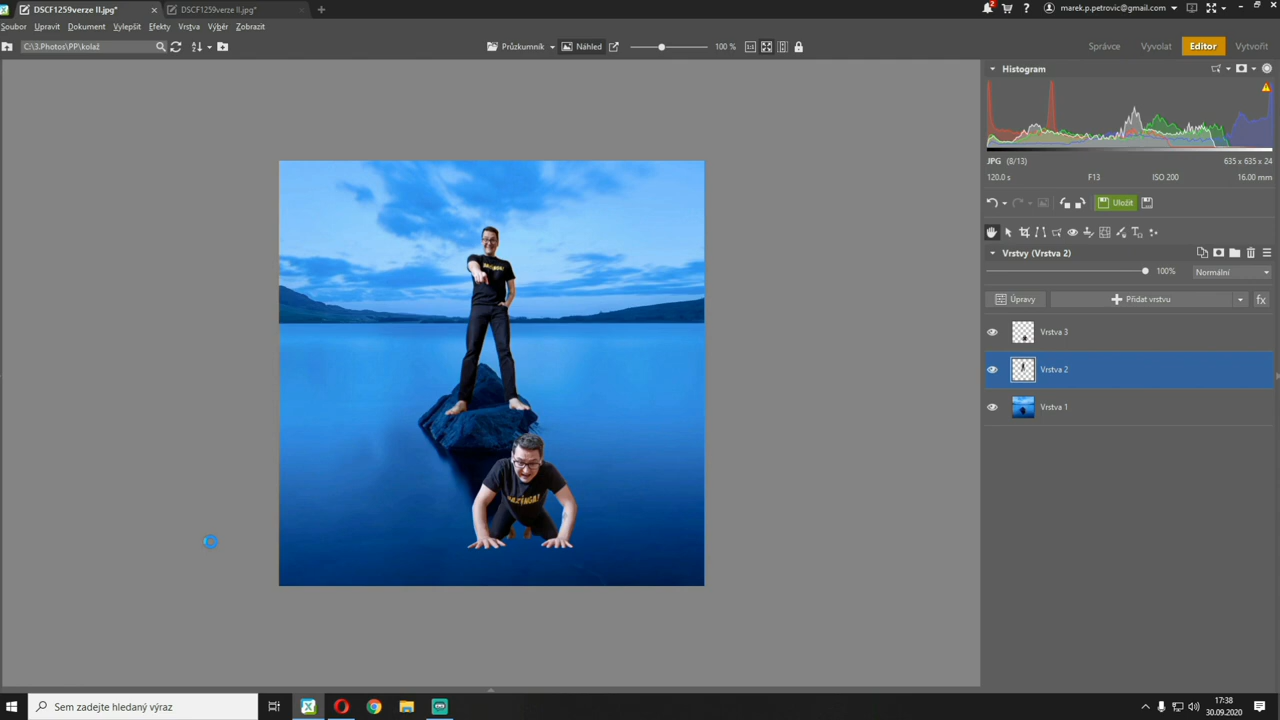 DSCF1259verze II.jpg*
DSCF1259verze II.jpg*
2
marek.p.petrovic@gmail.com
Soubor Upravit Dokument Vylepšit Efekty Vrstva Výběr Zobrazit
C:\3.Photos\PP\kolaž
Průzkumník
Náhled
100 %
Správce
Vyvolat
Editor
Vytvořit
Histogram
JPG (8/13)
635 x 635 x 24
120.0 s
F13
ISO 200
16.00 mm
Uložit
Vrstvy (Vrstva 2)
100%
Normální
Úpravy
Přidat vrstvu
fx
Vrstva 3
Vrstva 2
Vrstva 1
Sem zadejte hledaný výraz
17:38
30.09.2020